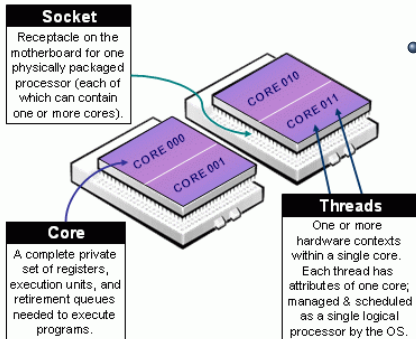 Socket
Receptacle on the
motherboard for one
physically packaged
processor (each of
which can contain
one or more cores).
CORE 010
CORE 011
CORE 000
CORE 001
Core
A complete private
set of registers,
execution units, and
retirement queues
needed to execute
programs.
Threads
One or more
hardware contexts
within a single core.
Each thread has
attributes of one core;
managed & scheduled
as a single logical
processor by the OS.